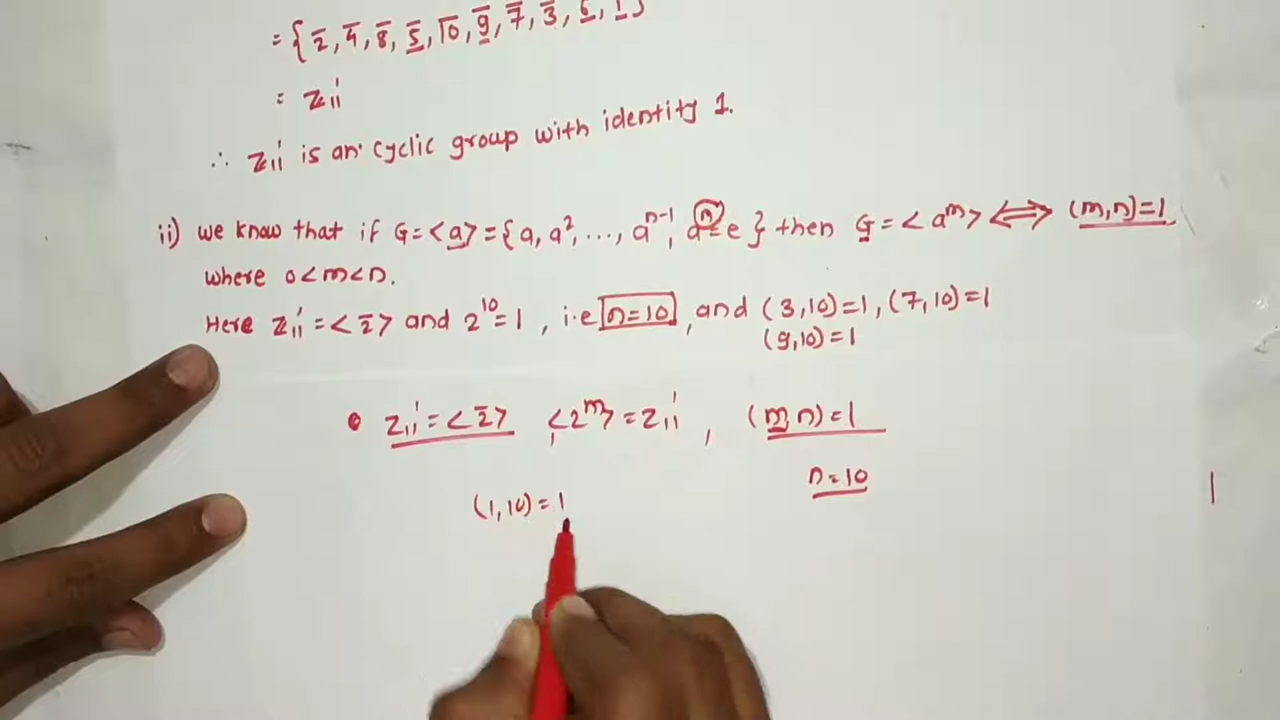 = { 2̄, 4̄, 8̄, 5̄, 1̄0, 9̄, 7̄, 3̄, 6̄, 1̄ }
= Z₁₁'
∴ Z₁₁' is an cyclic group with identity 1.
ii) we know that if G = <a> = {a, a², ..., aⁿ⁻¹, aⁿ = e } then G = <aᵐ> ⟺ (m,n)=1
where 0<m<n.
Here Z₁₁' = < 2̄ > and 2¹⁰ = 1 , i.e n=10 , and (3,10)=1, (7,10)=1
(9,10)=1
Z₁₁' = < 2̄ > , <2ᵐ> = Z₁₁' , (m,n)=1
n=10
(1,10) = 1